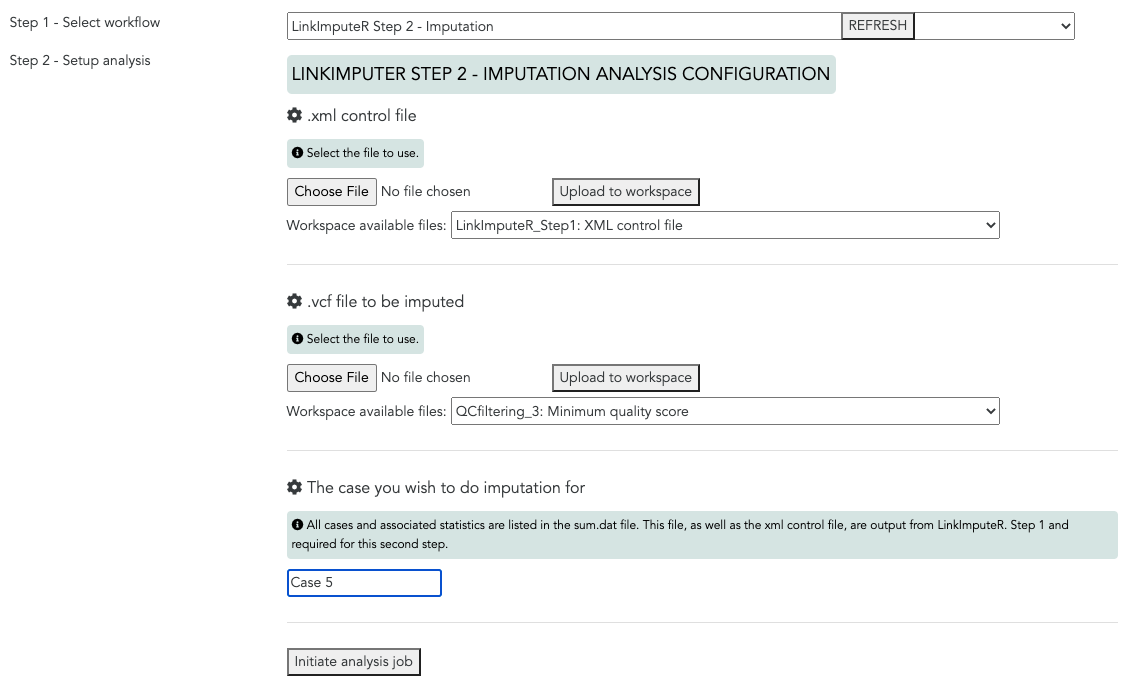 Step 1 - Select workflow
LinkImputeR Step 2 - Imputation
REFRESH
Step 2 - Setup analysis
LINKIMPUTER STEP 2 - IMPUTATION ANALYSIS CONFIGURATION
.xml control file
Select the file to use.
Choose File No file chosen
Upload to workspace
Workspace available files: LinkImputeR_Step1: XML control file
.vcf file to be imputed
Select the file to use.
Choose File No file chosen
Upload to workspace
Workspace available files: QCfiltering_3: Minimum quality score
The case you wish to do imputation for
All cases and associated statistics are listed in the sum.dat file. This file, as well as the xml control file, are output from LinkImputeR. Step 1 and
required for this second step.
Case 5
Initiate analysis job